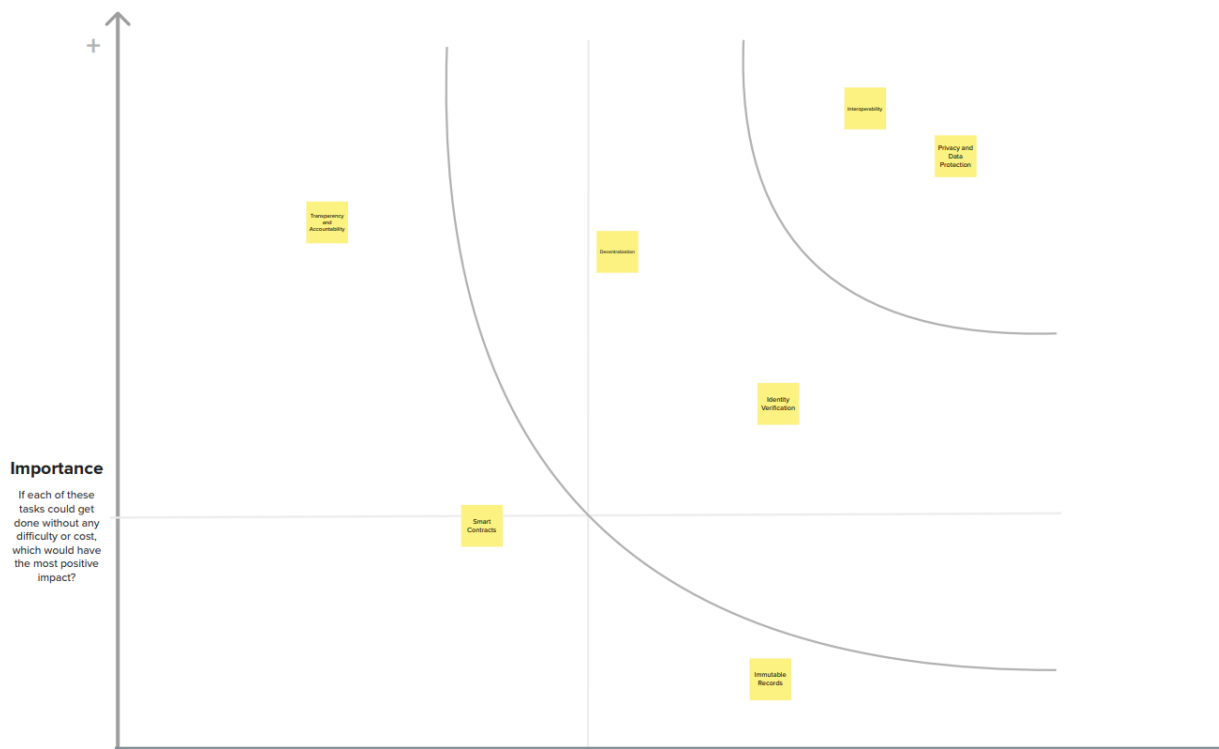 +
Interoperability
Privacy and
Data
Protection
Transparency
and
Accountability
Decentralization
Identity
Verification
Importance
If each of these
tasks could get
done without any
difficulty or cost,
which would have
the most positive
impact?
Smart
Contracts
Immutable
Records